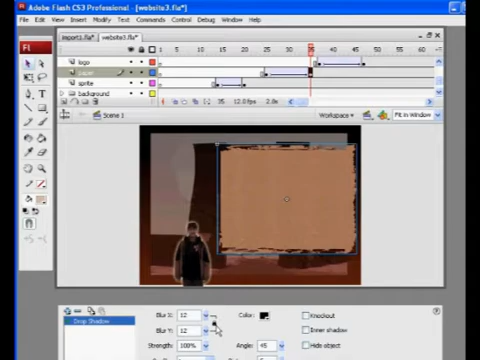 Adobe Flash CS3 Professional - [website3.fla*]
File Edit View Insert Modify Text Commands Control Debug Window Help
import1.fla* website3.fla*
1 5 10 15 20 25 30 35 40 45 50 55 60
logo
paper
sprite
background
35 12.0 fps 2.8s
Scene 1 Workspace Fit in Window
Fl
Drop Shadow
Blur X: 12 Color: Knockout
Blur Y: 12 Inner shadow
Strength: 100% Angle: 45 Hide object